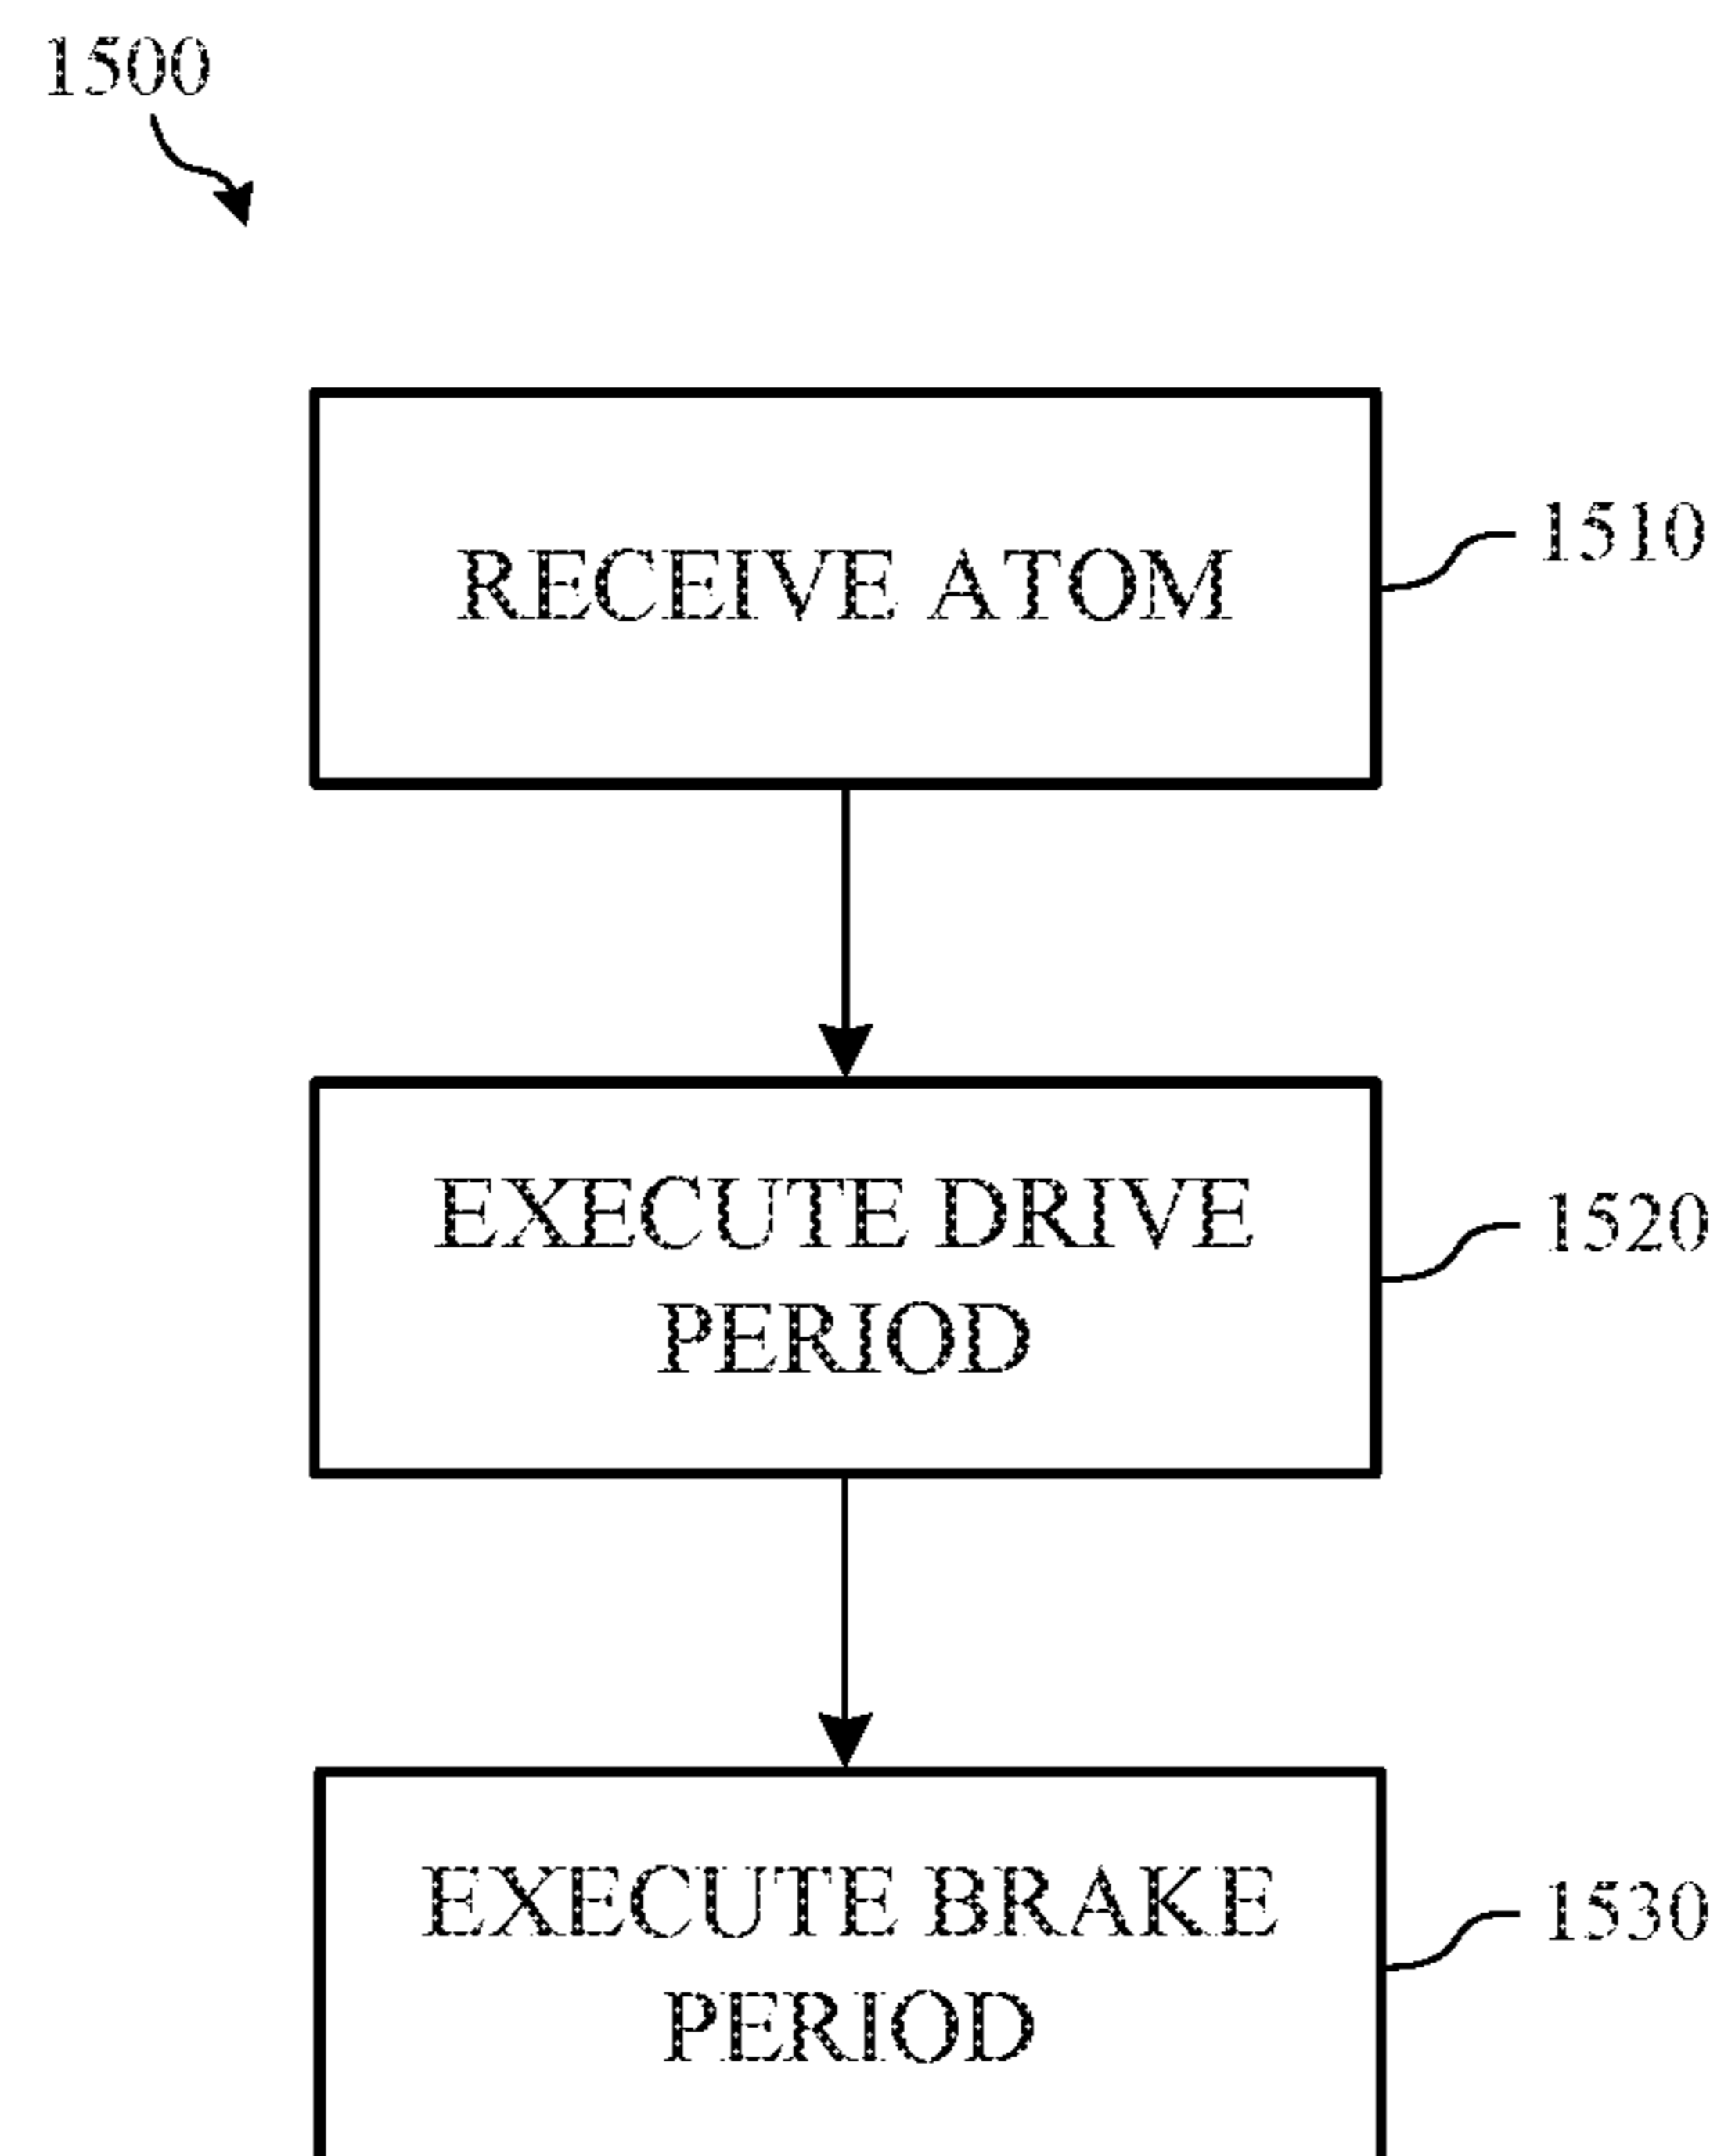 1500
RECEIVE ATOM
1510
EXECUTE DRIVE
PERIOD
1520
EXECUTE BRAKE
PERIOD
1530